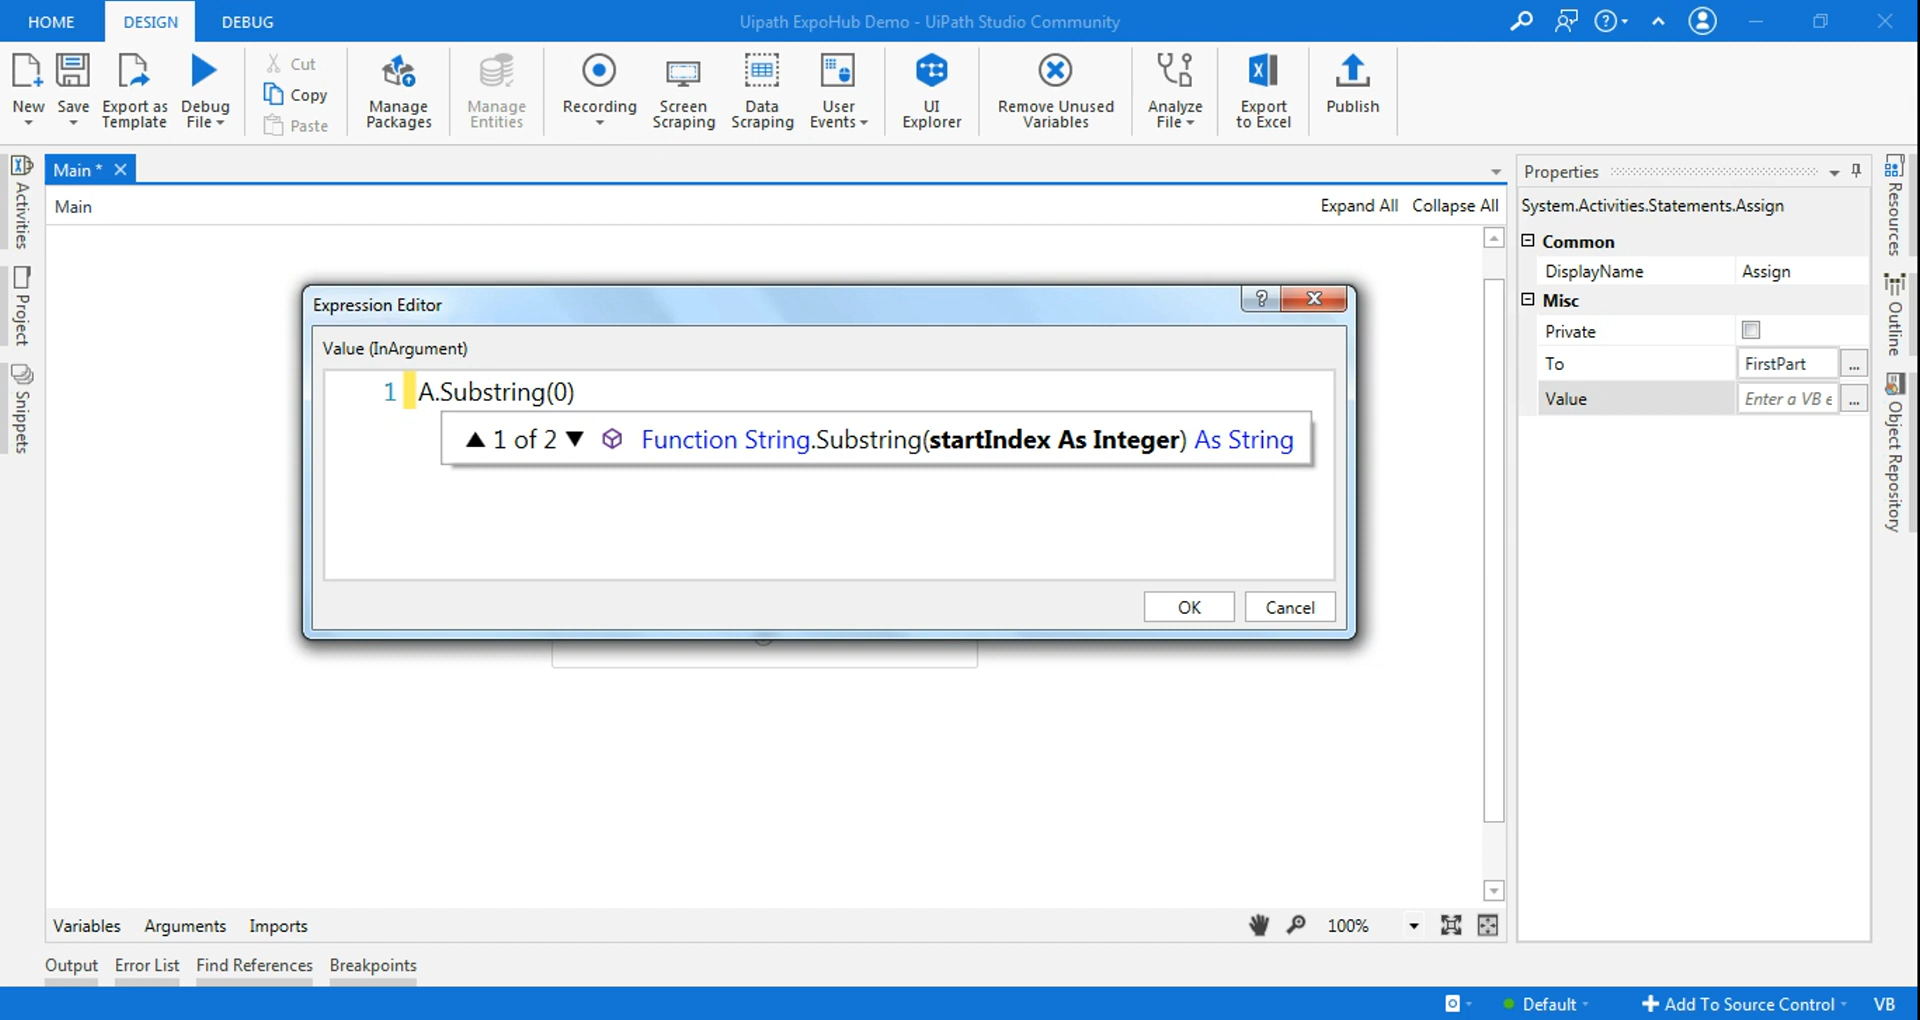 HOME DESIGN DEBUG Uipath ExpoHub Demo - UiPath Studio Community
New Save Export as Template Debug File Cut Copy Paste Manage Packages Manage Entities Recording Screen Scraping Data Scraping User Events UI Explorer Remove Unused Variables Analyze File Export to Excel Publish
Main * Properties
Main Expand All Collapse All System.Activities.Statements.Assign
Activities
Project
Snippets
Expression Editor
Value (InArgument)
1 A.Substring(0)
1 of 2 Function String.Substring(startIndex As Integer) As String
OK Cancel
Common
DisplayName Assign
Misc
Private
To FirstPart ...
Value Enter a VB e ...
Resources
Outline
Object Repository
Variables Arguments Imports 100%
Output Error List Find References Breakpoints
Default Add To Source Control VB